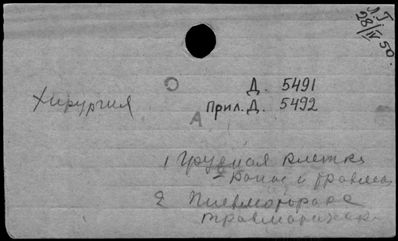 Л.Г.
28/IV 50.
Д. 5491
Хирургия
Прил. Д. 5492
1 Грудная клетка
2 Пневмоторакс